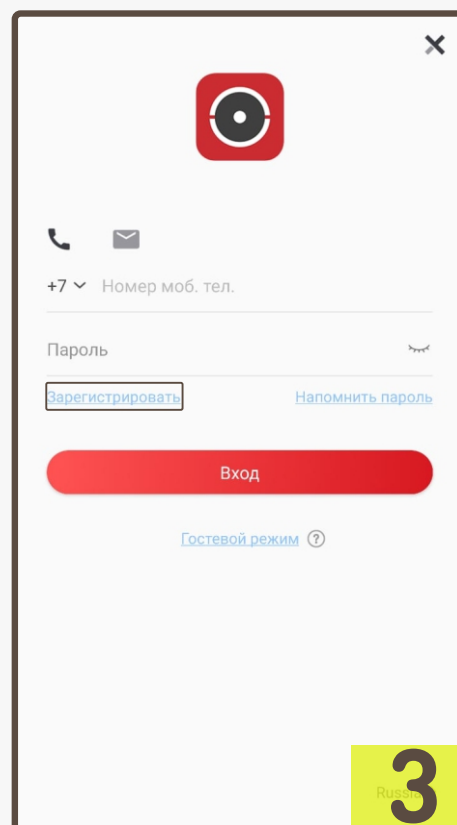 +7 Номер моб. тел.
Пароль
Зарегистрировать
Напомнить пароль
Вход
Гостевой режим ?
3